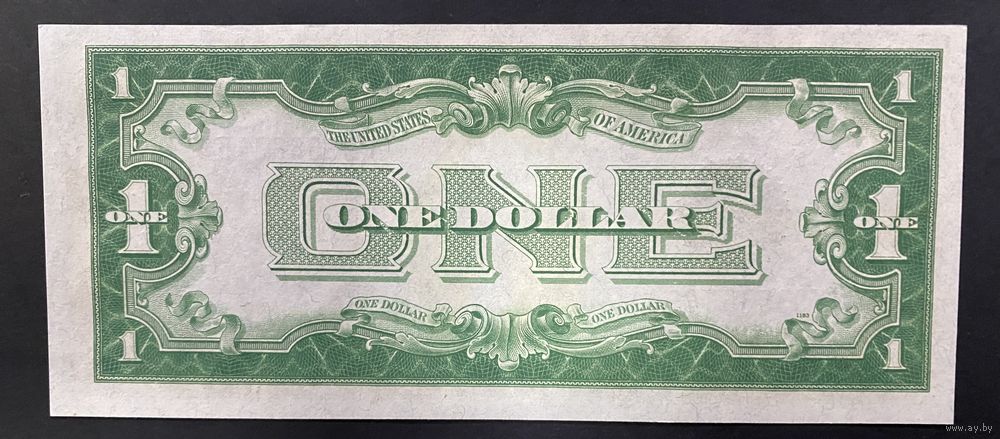 1 1
THE UNITED STATES OF AMERICA
ONE
ONE DOLLAR
1 ONE
1 ONE
ONE DOLLAR ONE DOLLAR
1183
1 1
www.ay.by